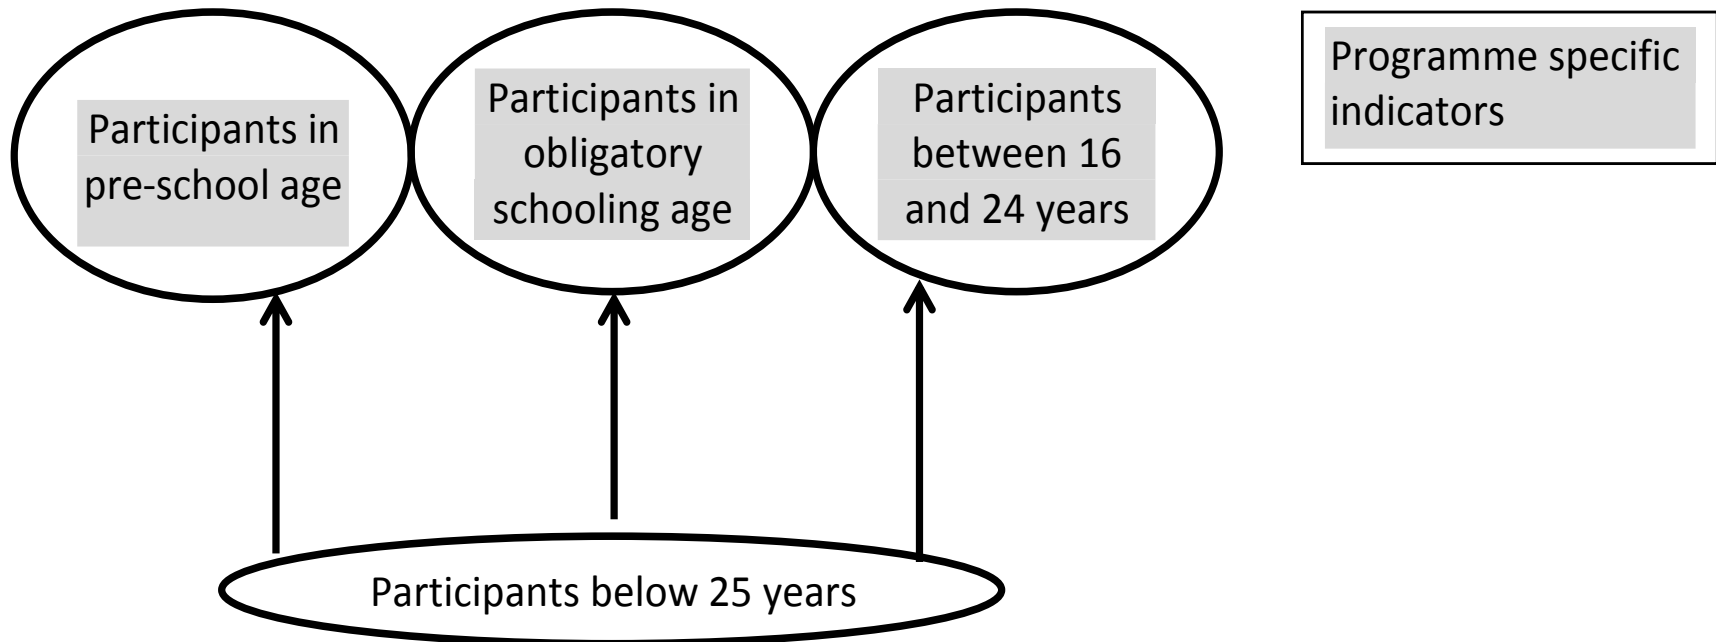 Participants in
pre-school age
Participants in
obligatory
schooling age
Participants
between 16
and 24 years
Programme specific
indicators
Participants below 25 years